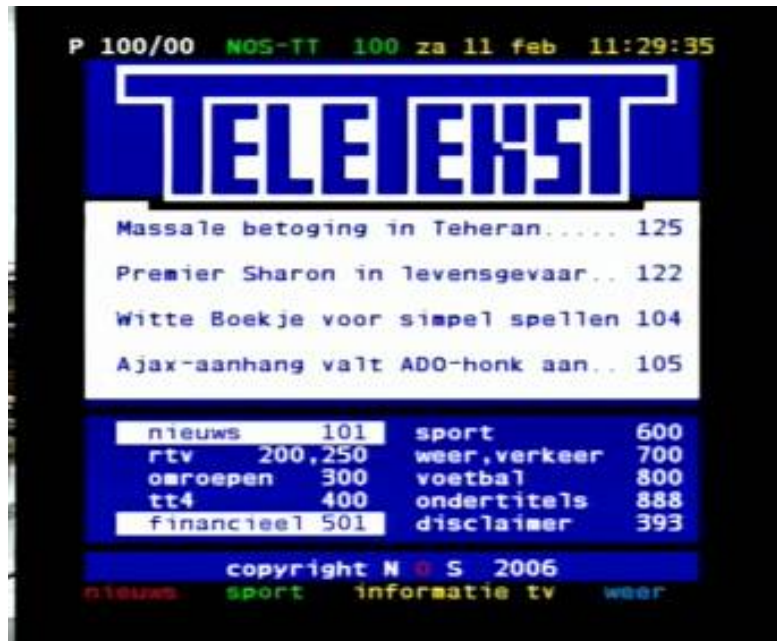 P 100/00 NOS-TT 100 za 11 feb 11:29:35
TELETEKST
Massale betoging in Teheran..... 125
Premier Sharon in levensgevaar.. 122
Witte Boekje voor simpel spellen 104
Ajax-aanhang valt ADO-honk aan.. 105
nieuws 101 sport 600
rtv 200,250 weer,verkeer 700
omroepen 300 voetbal 800
tt4 400 ondertitels 888
financieel 501 disclaimer 393
copyright N O S 2006
nieuws sport informatie tv weer